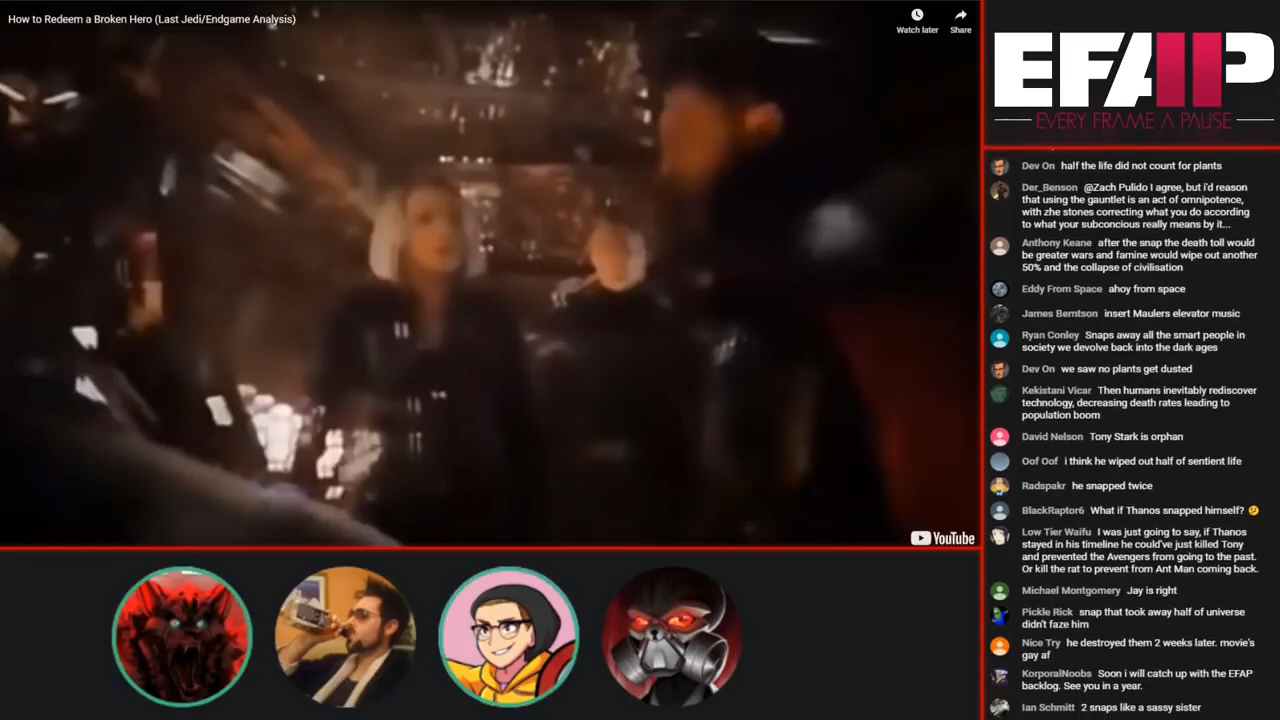 How to Redeem a Broken Hero (Last Jedi/Endgame Analysis)
Watch later
Share
YouTube
EFAP
EVERY FRAME A PAUSE
Dev On half the life did not count for plants
Der_Benson @Zach Pulido I agree, but i'd reason
that using the gauntlet is an act of omnipotence,
with zhe stones correcting what you do according
to what your subconcious really means by it...
Anthony Keane after the snap the death toll would
be greater wars and famine would wipe out another
50% and the collapse of civilisation
Eddy From Space ahoy from space
James Berntson insert Maulers elevator music
Ryan Conley Snaps away all the smart people in
society we devolve back into the dark ages
Dev On we saw no plants get dusted
Kekistani Vicar Then humans inevitably rediscover
technology, decreasing death rates leading to
population boom
David Nelson Tony Stark is orphan
Oof Oof i think he wiped out half of sentient life
Radspakr he snapped twice
BlackRaptor6 What if Thanos snapped himself? 🤔
Low Tier Waifu I was just going to say, if Thanos
stayed in his timeline he could've just killed Tony
and prevented the Avengers from going to the past.
Or kill the rat to prevent from Ant Man coming back.
Michael Montgomery Jay is right
Pickle Rick snap that took away half of universe
didn't faze him
Nice Try he destroyed them 2 weeks later. movie's
gay af
KorporalNoobs Soon i will catch up with the EFAP
backlog. See you in a year.
Ian Schmitt 2 snaps like a sassy sister